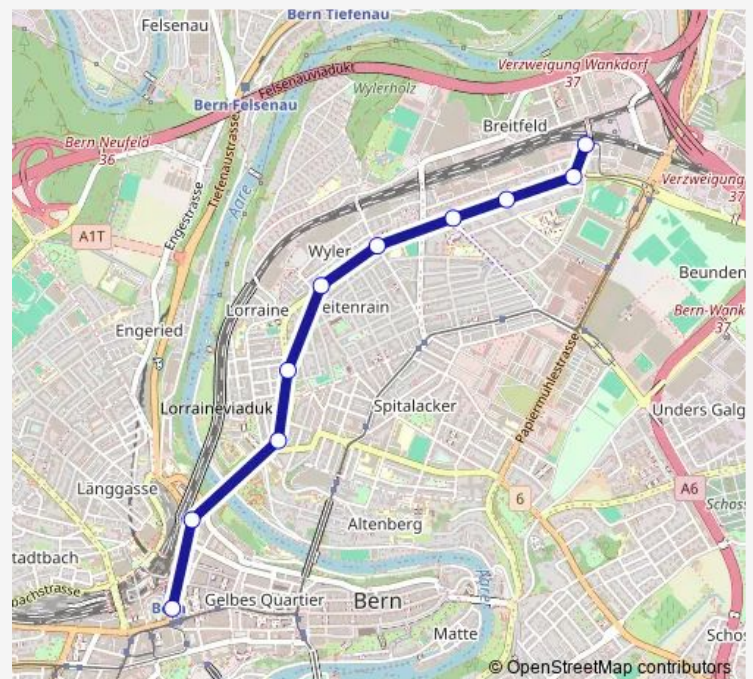 Bern Tiefenau
Felsenau
Felsenauviadukt
Verzweigung Wankdorf
37
Wylerholz
Bern Felsenau
Breitfeld
Bern Neufeld
36
Tiefenaustrasse
Aare
Engestrasse
Verzweigung
37
A1T
Wyler
Beunden
Lorraine
eitenrain
Bern-Wank
37
Engeried
Papiermühlestrasse
Lorraineviaduk
Spitalacker
Unders Galg
Länggasse
A6
6
Schos
Altenberg
tadtbach
Aare
Gelbes Quartier
Bern
Matte
Schos
© OpenStreetMap contributors